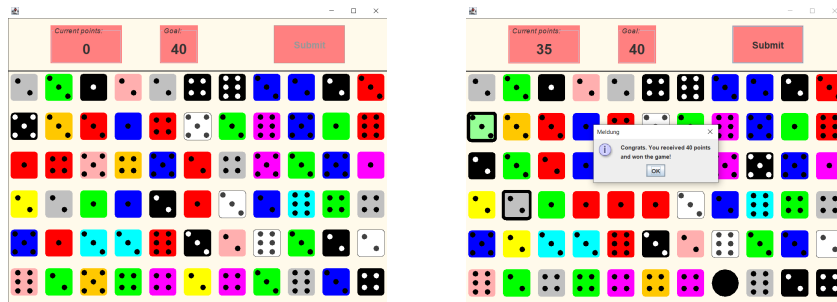 Current points:
0
Goal:
40
Submit
Current points:
35
Goal:
40
Submit
Meldung
Congrats. You received 40 points
and won the game!
OK